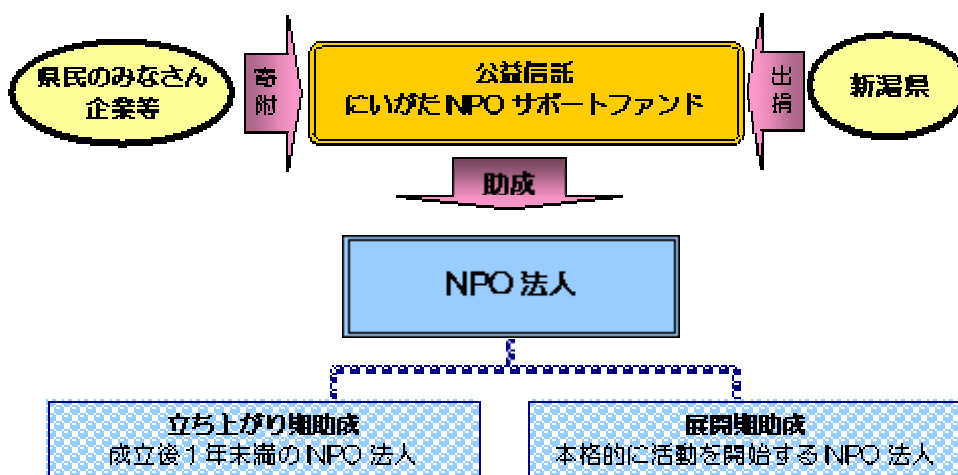 県民のみなさん
企業等
寄附
公益信託
にいがたNPOサポートファンド
出捐
新潟県
助成
NPO法人
立ち上がり期助成
成立後1年未満のNPO法人
展開期助成
本格的に活動を開始するNPO法人